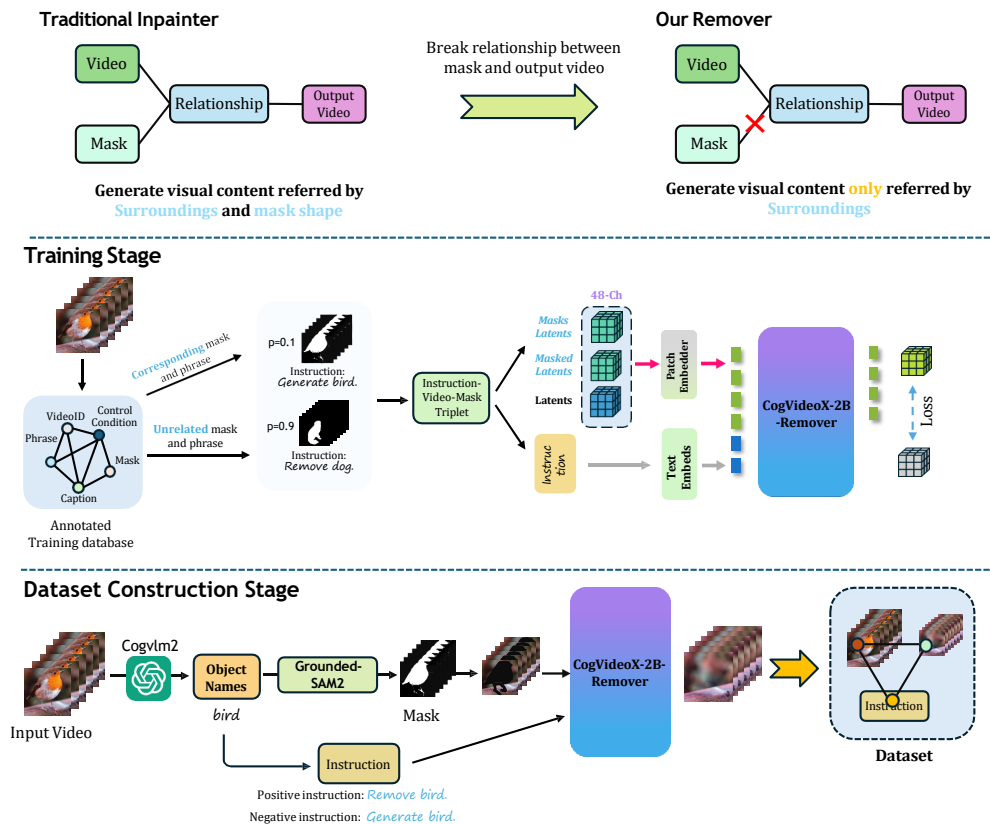 Traditional Inpainter
Our Remover
Video
Mask
Relationship
Output
Video
Break relationship between
mask and output video
Video
Mask
Relationship
Output
Video
Generate visual content referred by
Surroundings and mask shape
Generate visual content only referred by
Surroundings
Training Stage
VideoID
Control
Condition
Phrase
Mask
Caption
Annotated
Training database
Corresponding mask
and phrase
Unrelated mask
and phrase
p=0.1
Instruction:
Generate bird.
p=0.9
Instruction:
Remove dog.
Instruction-
Video-Mask
Triplet
48-Ch
Masks
Latents
Masked
Latents
Latents
Instruc
tion
Patch
Embedder
Text
Embeds
CogVideoX-2B
-Remover
Loss
Dataset Construction Stage
Input Video
Cogvlm2
Object
Names
bird
Grounded-
SAM2
Mask
Instruction
Positive instruction: Remove bird.
Negative instruction: Generate bird.
CogVideoX-2B-
Remover
Instruction
Dataset